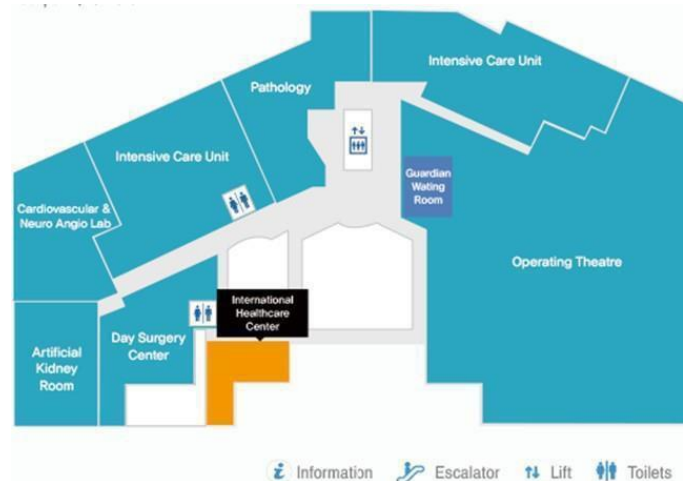 Intensive Care Unit
Pathology
Intensive Care Unit
Guardian
Wating
Room
Cardiovascular &
Neuro Angio Lab
Operating Theatre
International
Healthcare
Center
Day Surgery
Center
Artificial
Kidney
Room
i Information
Escalator
Lift
Toilets